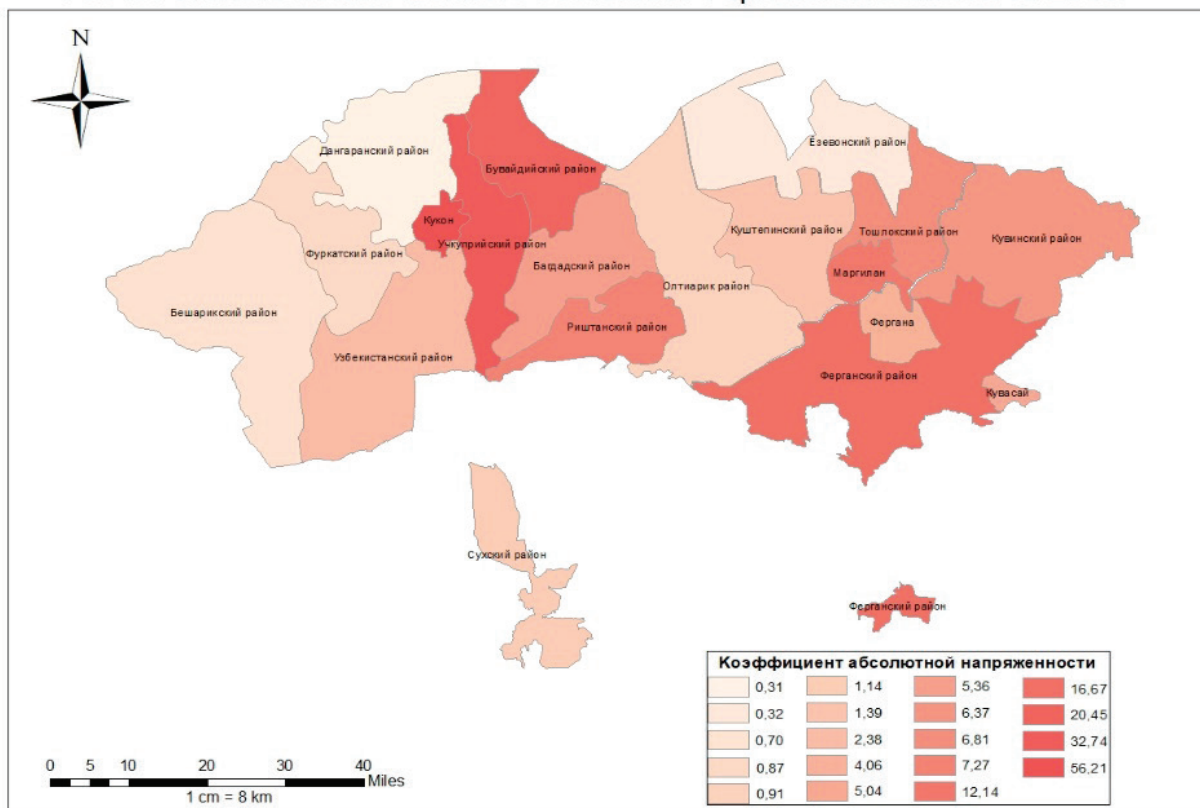 N
Дангаранский район
Бувайдийский район
Ёзевонский район
Кукон
Учкуприйский район
Куштепинский район
Тошлокский район
Кувинский район
Фуркатский район
Багдадский район
Маргилан
Олтиарик район
Бешарикский район
Риштанский район
Фергана
Узбекистанский район
Ферганский район
Кувасай
Сухский район
Ферганский район
Коэффициент абсолютной напряженности
0,31 1,14 5,36 16,67
0,32 1,39 6,37 20,45
0,70 2,38 6,81 32,74
0,87 4,06 7,27 56,21
0,91 5,04 12,14
0 5 10 20 30 40 Miles
1 cm = 8 km